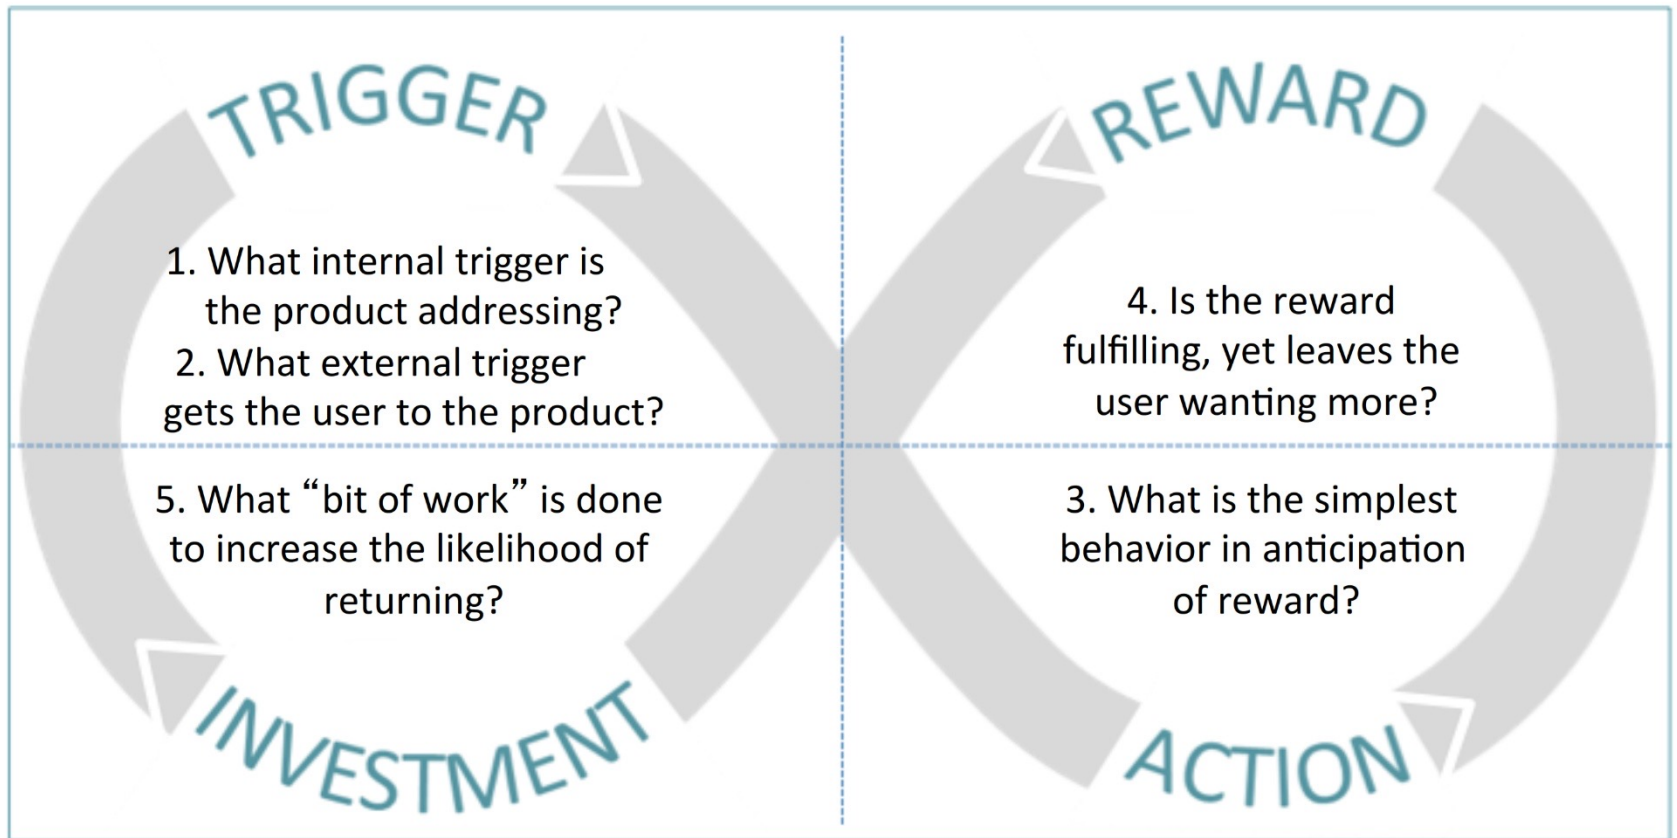 TRIGGER
1. What internal trigger is
the product addressing?
2. What external trigger
gets the user to the product?
REWARD
4. Is the reward
fulfilling, yet leaves the
user wanting more?
5. What “bit of work” is done
to increase the likelihood of
returning?
INVESTMENT
3. What is the simplest
behavior in anticipation
of reward?
ACTION